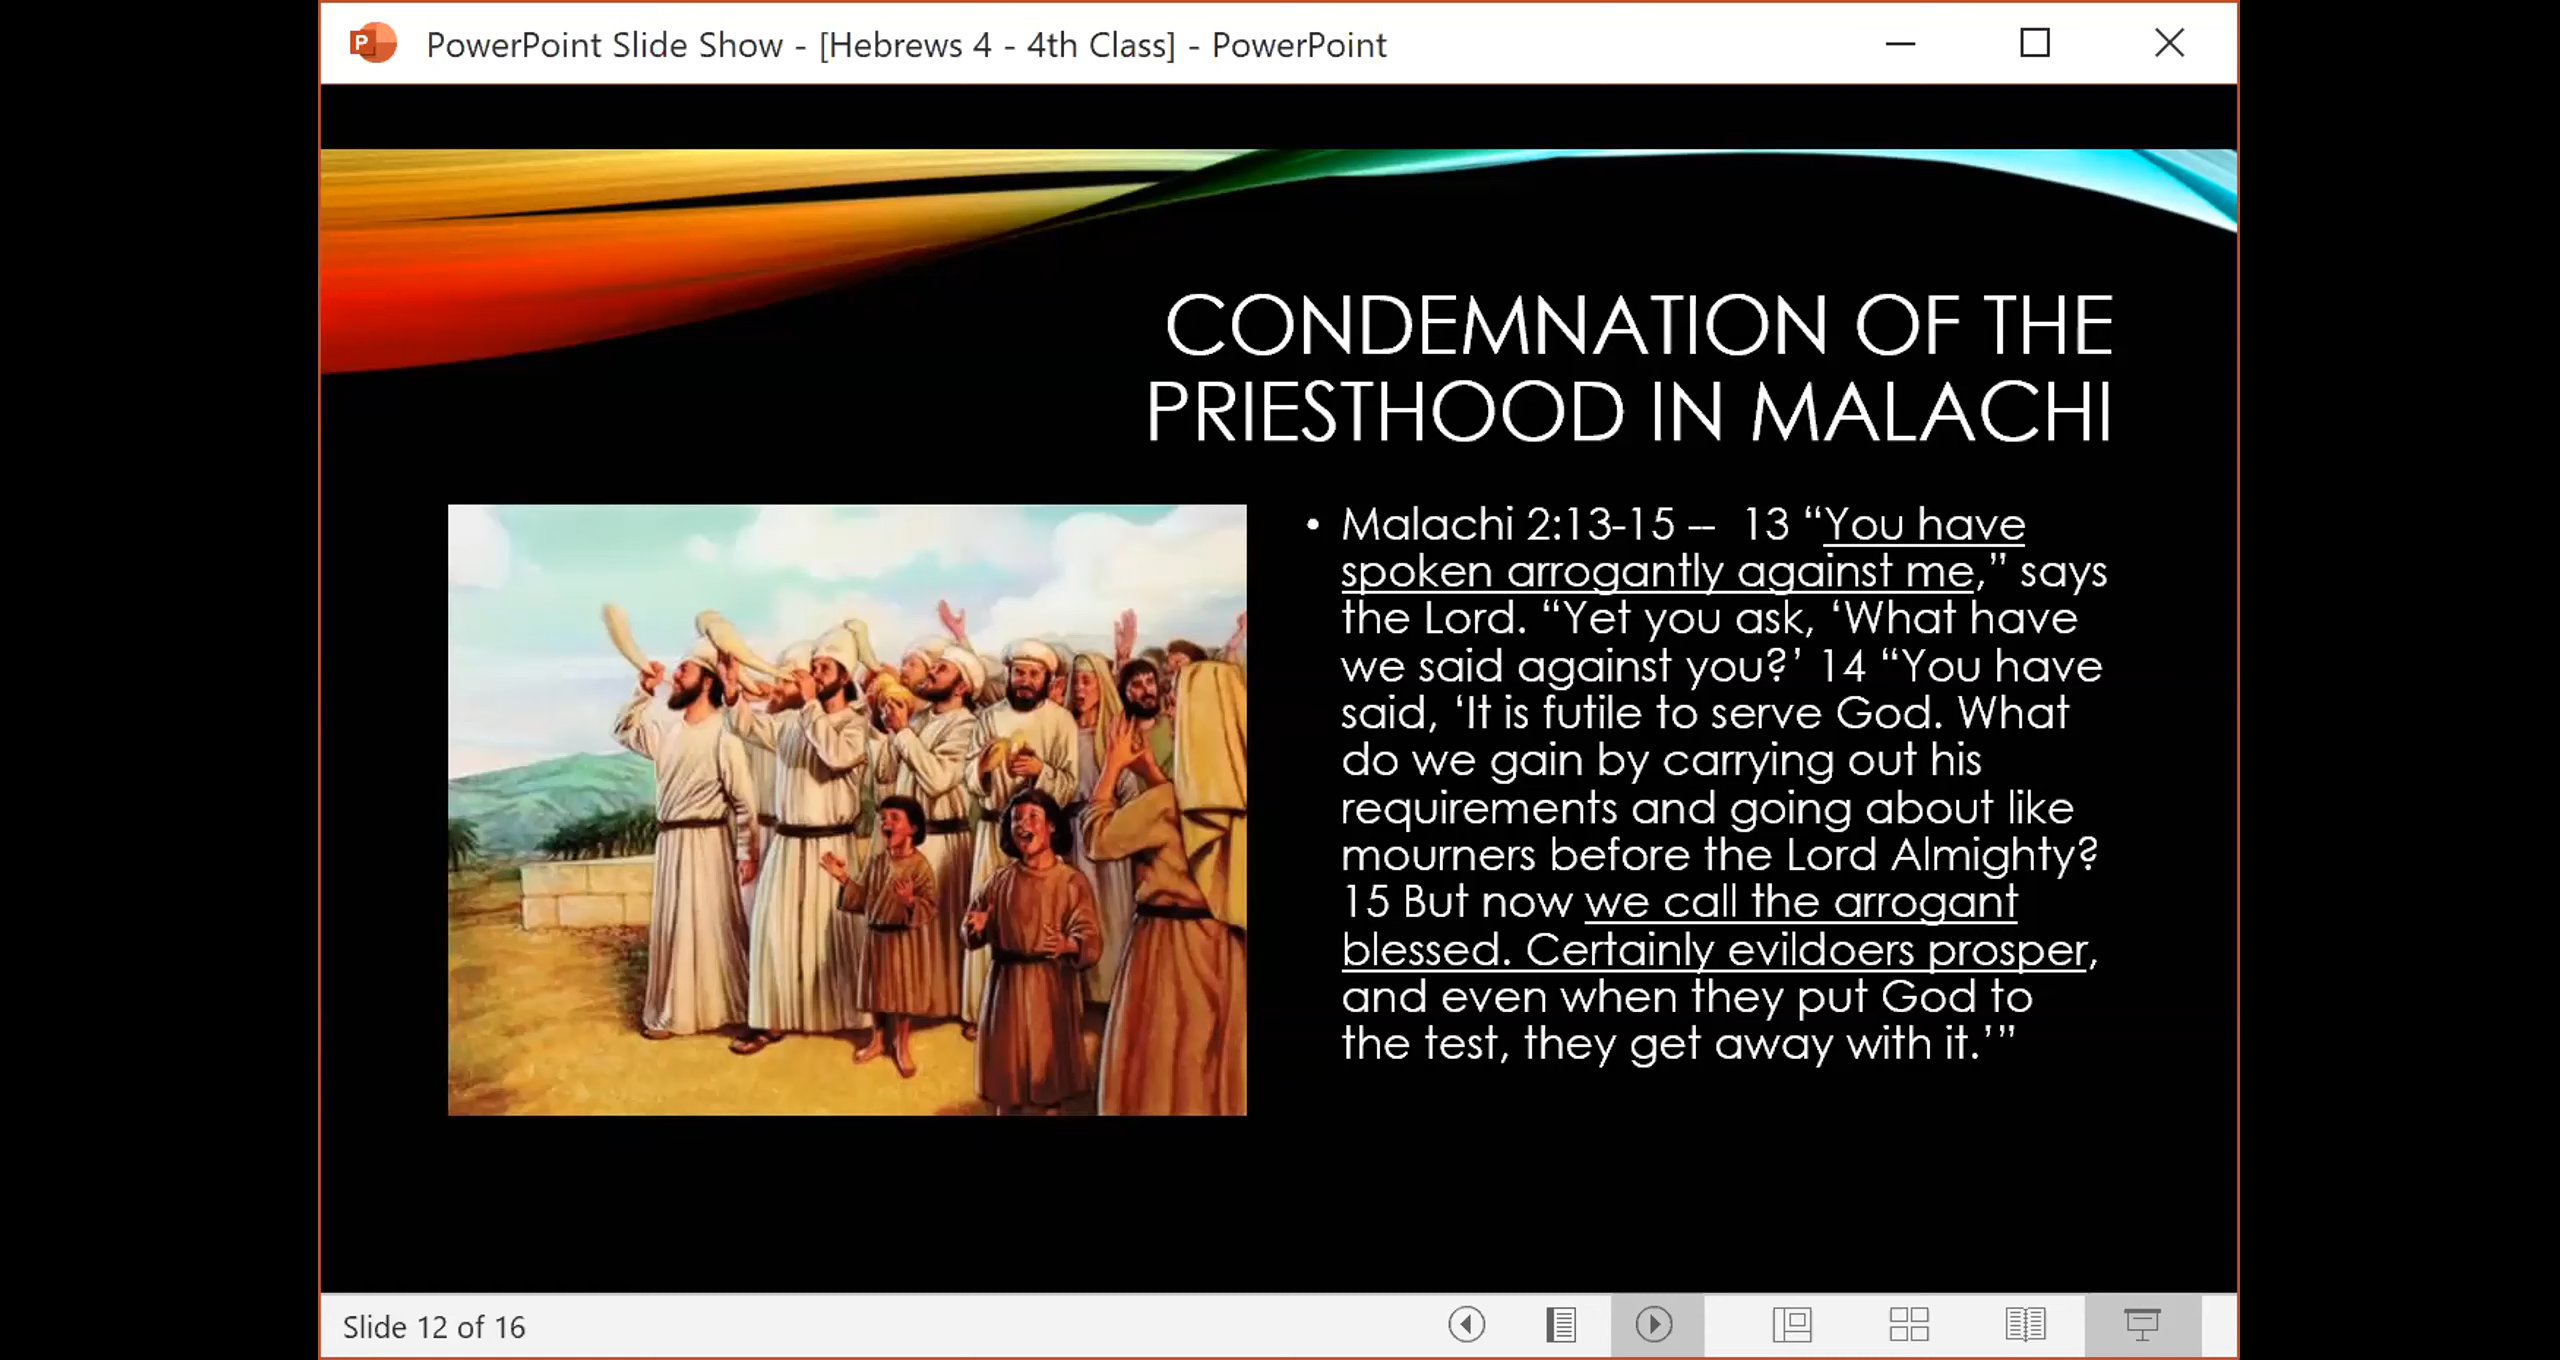 P PowerPoint Slide Show - [Hebrews 4 - 4th Class] - PowerPoint
CONDEMNATION OF THE
PRIESTHOOD IN MALACHI
• Malachi 2:13-15 -- 13 “You have
spoken arrogantly against me,” says
the Lord. “Yet you ask, ‘What have
we said against you?’ 14 “You have
said, ‘It is futile to serve God. What
do we gain by carrying out his
requirements and going about like
mourners before the Lord Almighty?
15 But now we call the arrogant
blessed. Certainly evildoers prosper,
and even when they put God to
the test, they get away with it.’”
Slide 12 of 16